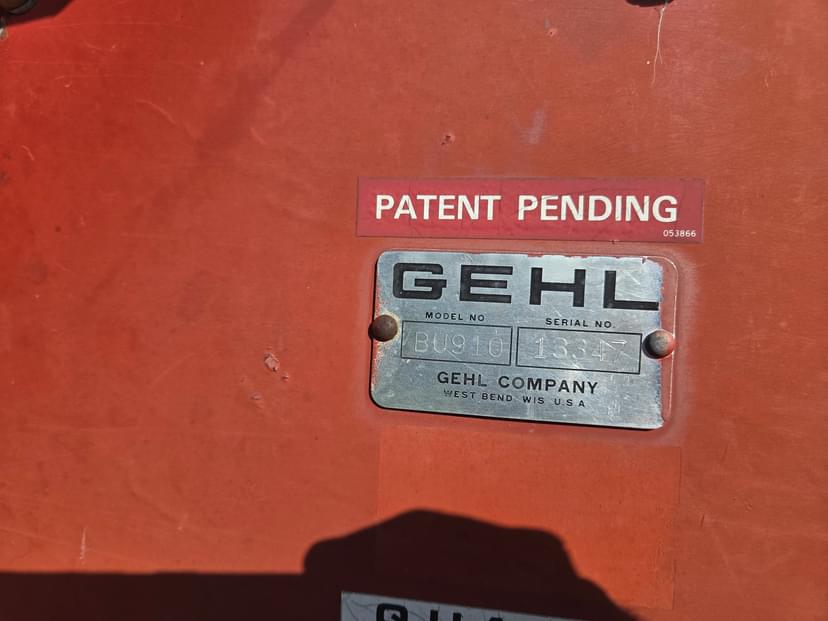 PATENT PENDING
053866
GEHL
MODEL NO SERIAL NO.
BU910 13347
GEHL COMPANY
WEST BEND WIS U.S.A